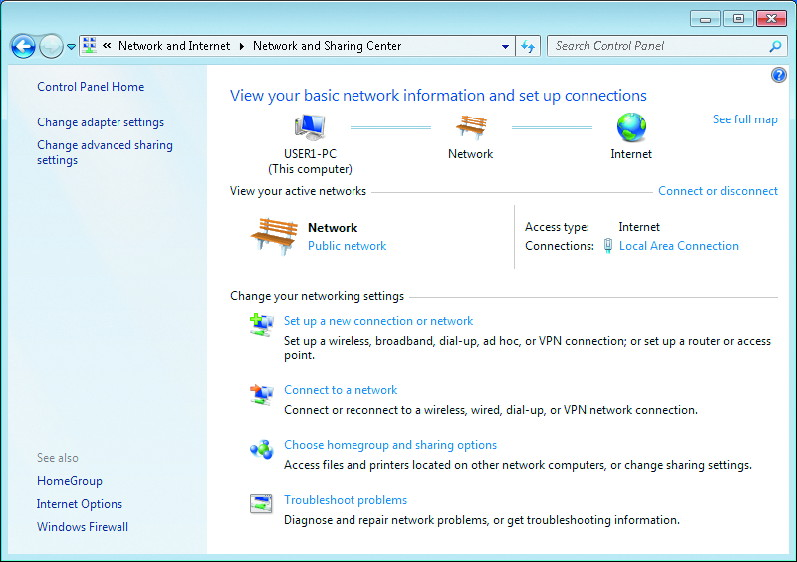 « Network and Internet ▸ Network and Sharing Center
Search Control Panel
Control Panel Home
Change adapter settings
Change advanced sharing
settings
See also
HomeGroup
Internet Options
Windows Firewall
View your basic network information and set up connections
See full map
USER1-PC
(This computer)
Network
Internet
View your active networks
Connect or disconnect
Network
Public network
Access type: Internet
Connections: Local Area Connection
Change your networking settings
Set up a new connection or network
Set up a wireless, broadband, dial-up, ad hoc, or VPN connection; or set up a router or access
point.
Connect to a network
Connect or reconnect to a wireless, wired, dial-up, or VPN network connection.
Choose homegroup and sharing options
Access files and printers located on other network computers, or change sharing settings.
Troubleshoot problems
Diagnose and repair network problems, or get troubleshooting information.